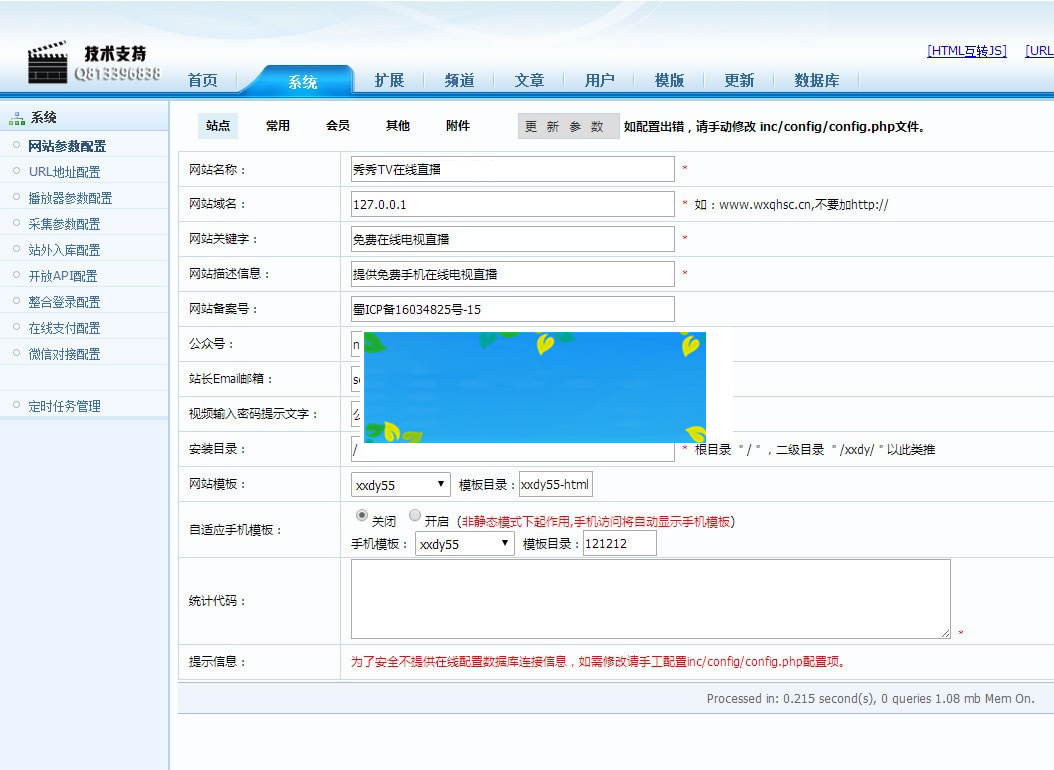 技术支持
Q813396838
[HTML互转JS] [URL
首页 系统 扩展 频道 文章 用户 模版 更新 数据库
系统
网站参数配置
URL地址配置
播放器参数配置
采集参数配置
站外入库配置
开放API配置
整合登录配置
在线支付配置
微信对接配置
定时任务管理
站点 常用 会员 其他 附件 更 新 参 数 如配置出错，请手动修改 inc/config/config.php文件。
网站名称： 秀秀TV在线直播 *
网站域名： 127.0.0.1 * 如：www.wxqhsc.cn,不要加http://
网站关键字： 免费在线电视直播 *
网站描述信息： 提供免费手机在线电视直播 *
网站备案号： 蜀ICP备16034825号-15
公众号：
站长Email邮箱：
视频输入密码提示文字：
安装目录： / * 根目录 "/"，二级目录 "/xxdy/"以此类推
网站模板： xxdy55 模板目录： xxdy55-html
自适应手机模板： 关闭 开启 (非静态模式下起作用,手机访问将自动显示手机模板)
手机模板： xxdy55 模板目录： 121212
统计代码： *
提示信息： 为了安全不提供在线配置数据库连接信息，如需修改请手工配置inc/config/config.php配置项。
Processed in: 0.215 second(s), 0 queries 1.08 mb Mem On.